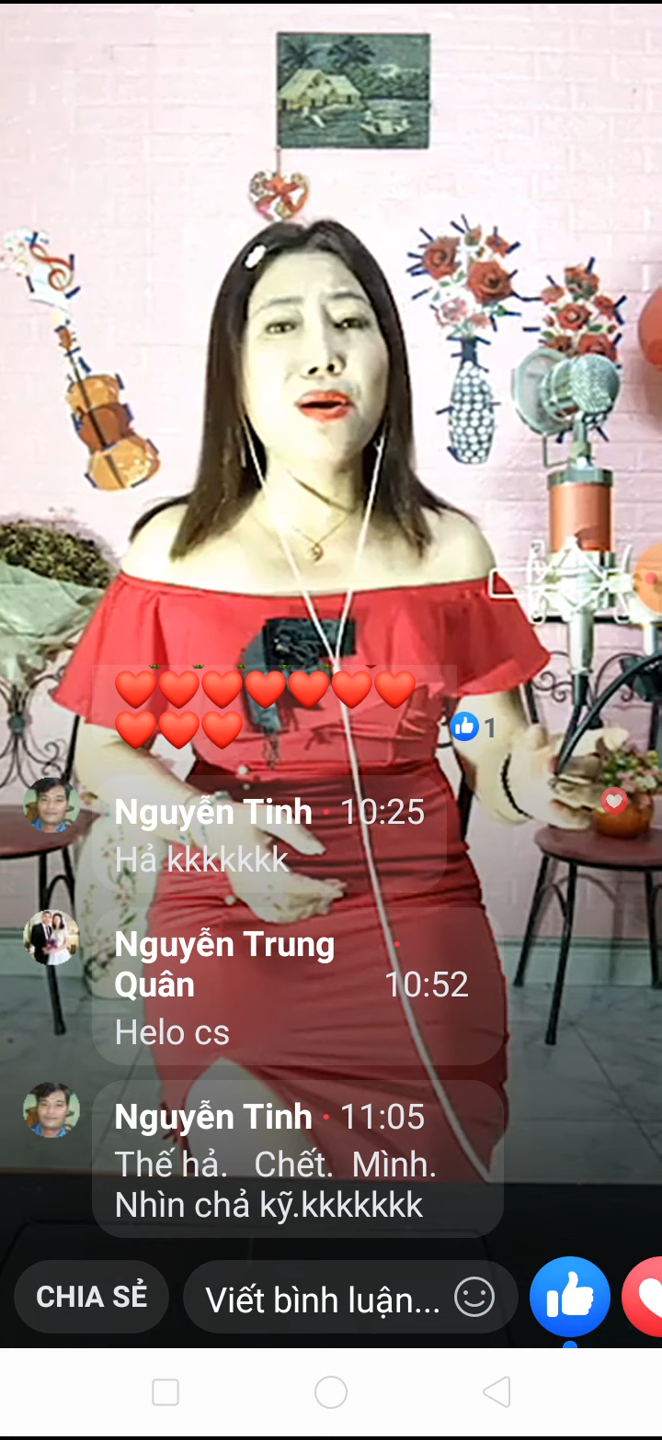 1
Nguyễn Tinh · 10:25
Hả kkkkkkk
Nguyễn Trung
Quân · 10:52
Helo cs
Nguyễn Tinh · 11:05
Thế hả. Chết. Mình.
Nhìn chả kỹ.kkkkkkk
CHIA SẺ
Viết bình luận...